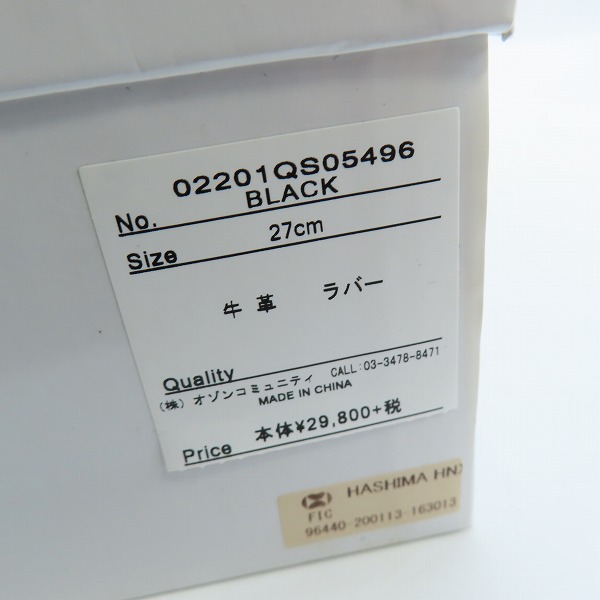 02201QS05496
No. BLACK
Size 27cm
牛革 ラバー
Quality
(株) オゾンコミュニティ CALL:03-3478-8471
MADE IN CHINA
Price 本体¥29,800+税
HASHIMA
FIC
96440-200113-163013